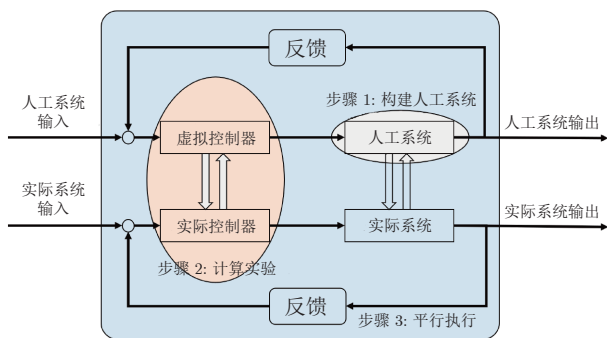 反馈
步骤 1: 构建人工系统
人工系统
输入
虚拟控制器
人工系统
人工系统输出
实际系统
输入
实际控制器
实际系统
实际系统输出
步骤 2: 计算实验
反馈
步骤 3: 平行执行